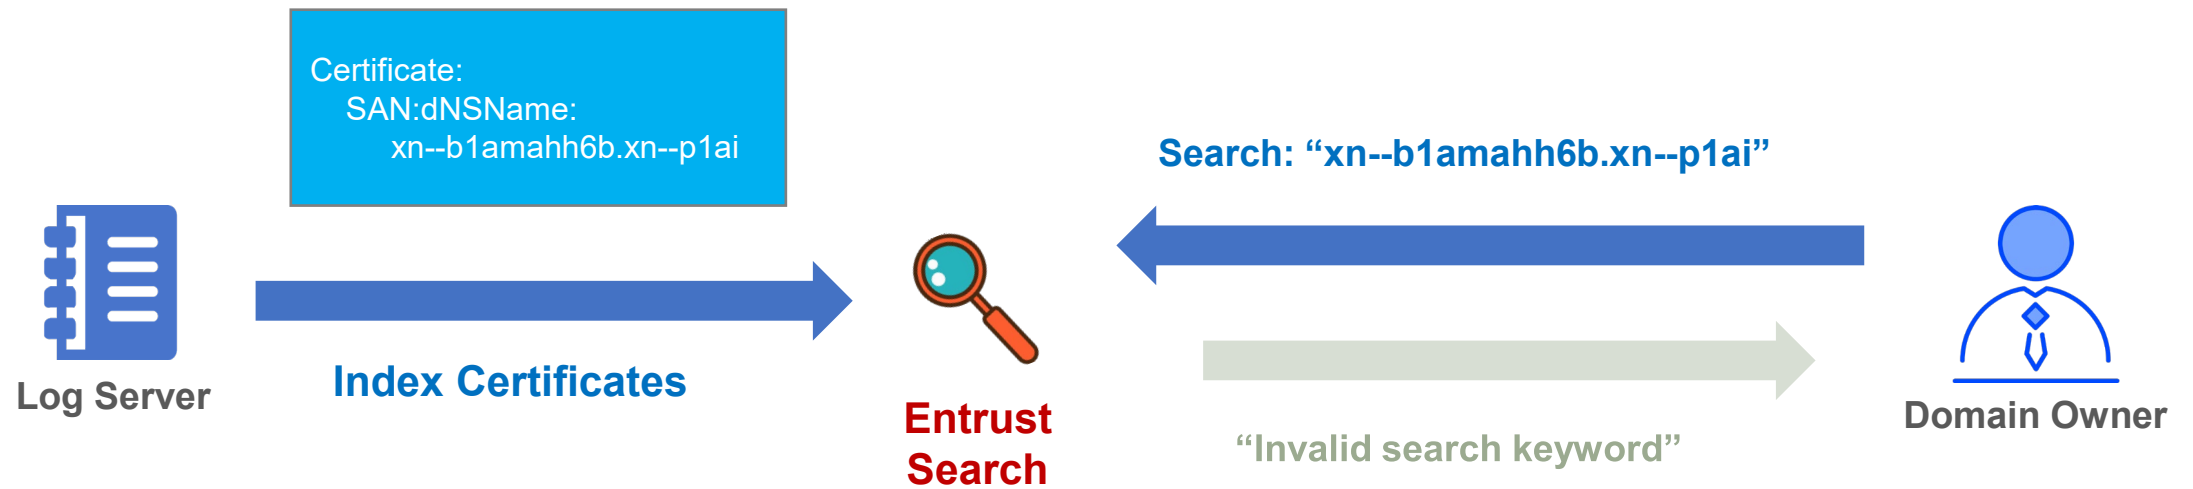 Certificate:
SAN:dNSName:
xn--b1amahh6b.xn--p1ai
Search: “xn--b1amahh6b.xn--p1ai”
Log Server
Index Certificates
Entrust
Search
“Invalid search keyword”
Domain Owner